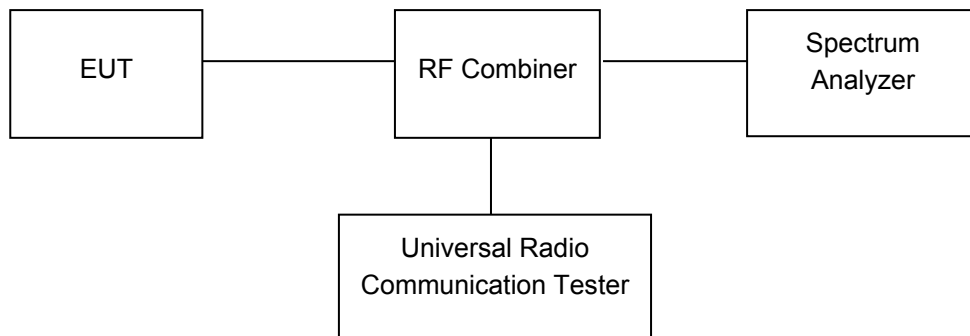 EUT
RF Combiner
Spectrum
Analyzer
Universal Radio
Communication Tester